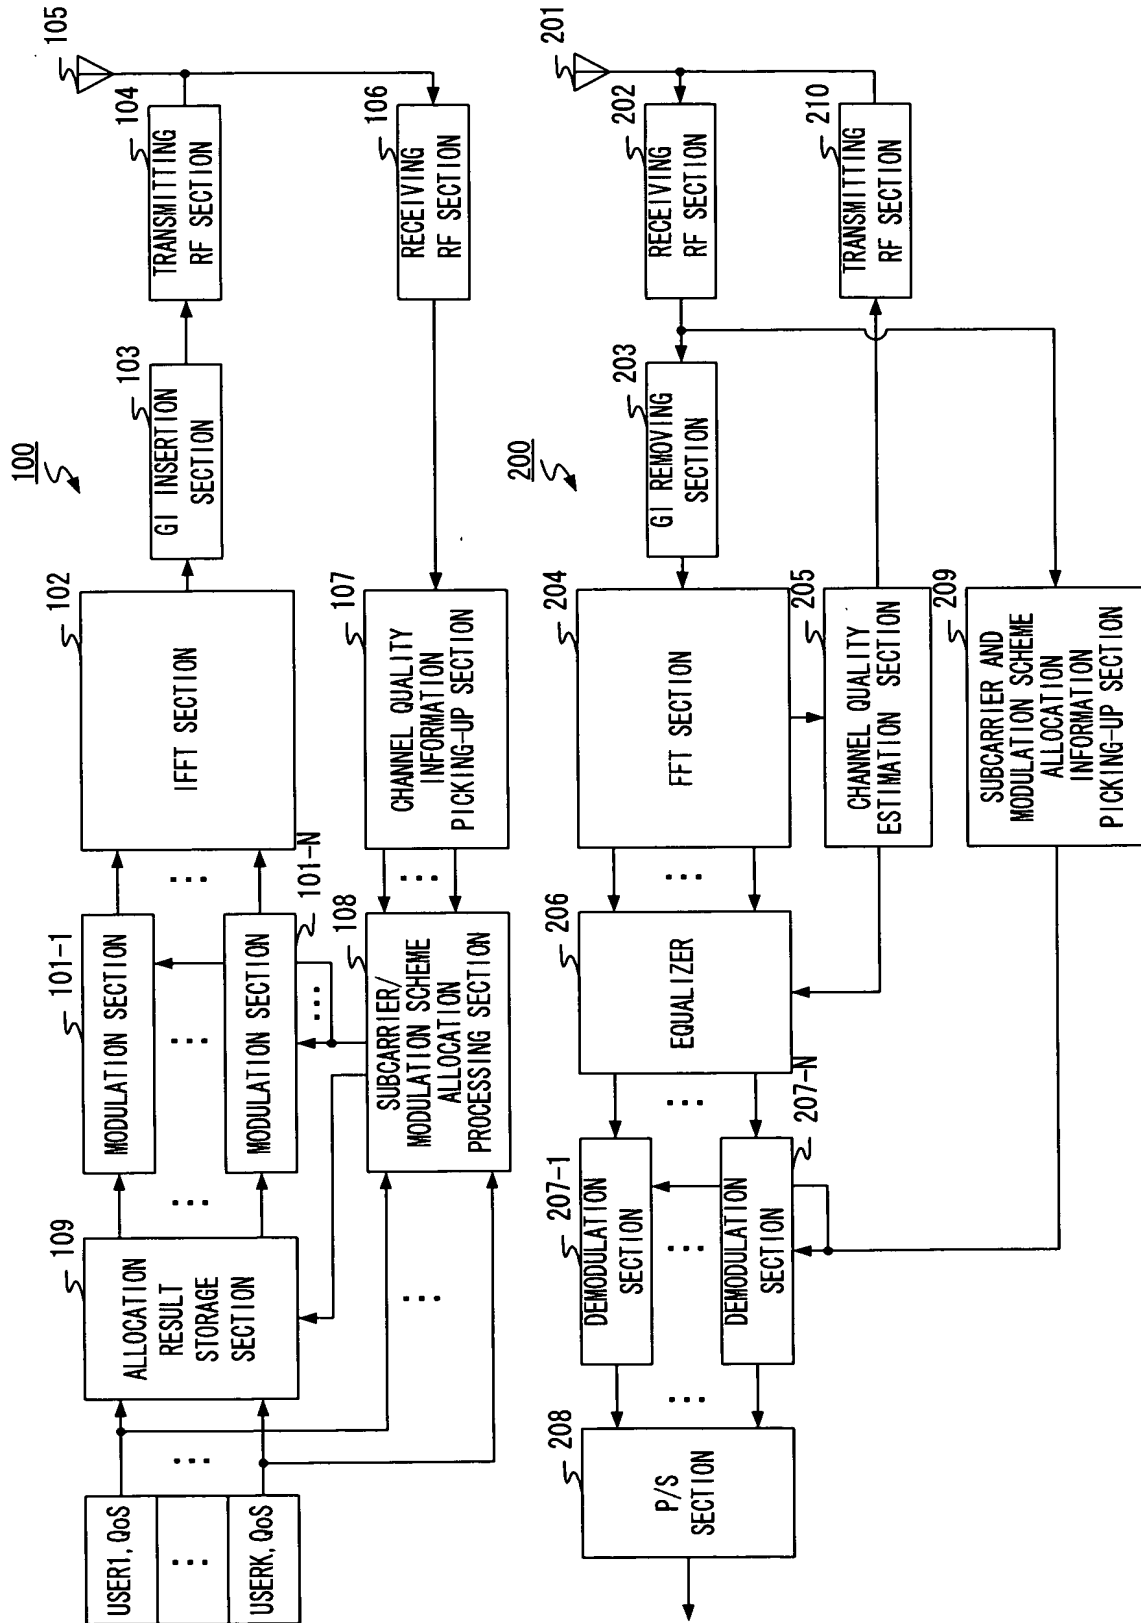 100
USER1, QoS
...
USERK, QoS
109
ALLOCATION
RESULT
STORAGE
SECTION
101-1
MODULATION SECTION
...
MODULATION SECTION
101-N
102
IFFT SECTION
103
GI INSERTION
SECTION
104
TRANSMITTING
RF SECTION
105
106
RECEIVING
RF SECTION
107
CHANNEL QUALITY
INFORMATION
PICKING-UP SECTION
108
SUBCARRIER/
MODULATION SCHEME
ALLOCATION
PROCESSING SECTION
200
201
202
RECEIVING
RF SECTION
203
GI REMOVING
SECTION
204
FFT SECTION
205
CHANNEL QUALITY
ESTIMATION SECTION
206
EQUALIZER
207-1
DEMODULATION
SECTION
...
207-N
DEMODULATION
SECTION
208
P/S
SECTION
209
SUBCARRIER AND
MODULATION SCHEME
ALLOCATION
INFORMATION
PICKING-UP SECTION
210
TRANSMITTING
RF SECTION